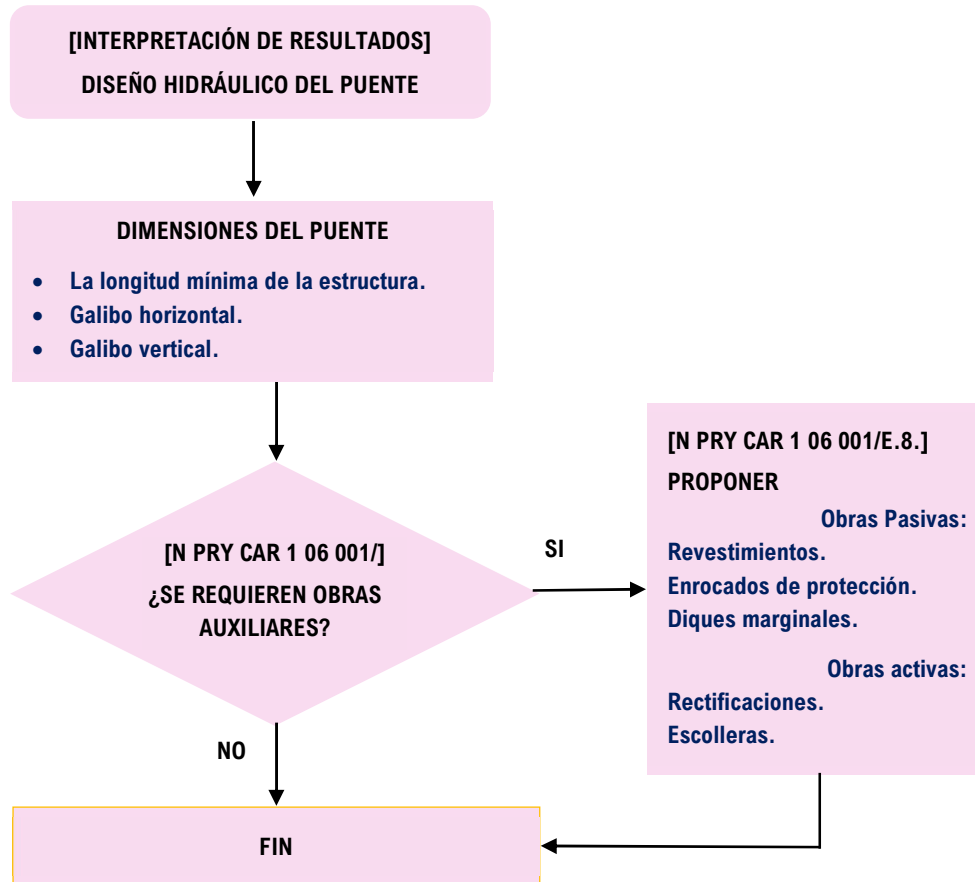 [INTERPRETACIÓN DE RESULTADOS]
DISEÑO HIDRÁULICO DEL PUENTE
DIMENSIONES DEL PUENTE
• La longitud mínima de la estructura.
• Galibo horizontal.
• Galibo vertical.
[N PRY CAR 1 06 001/]
¿SE REQUIEREN OBRAS
AUXILIARES?
SI
[N PRY CAR 1 06 001/E.8.]
PROPONER
Obras Pasivas:
Revestimientos.
Enrocados de protección.
Diques marginales.
Obras activas:
Rectificaciones.
Escolleras.
NO
FIN